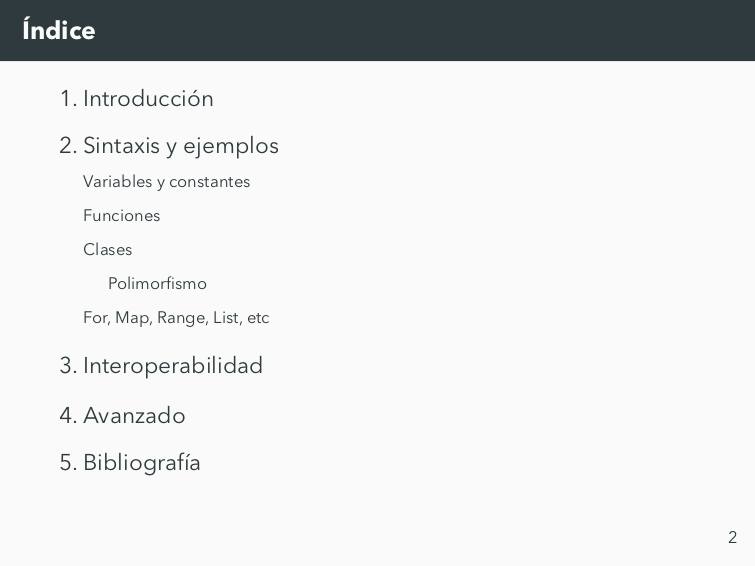 Índice
1. Introducción
2. Sintaxis y ejemplos
Variables y constantes
Funciones
Clases
Polimorfismo
For, Map, Range, List, etc
3. Interoperabilidad
4. Avanzado
5. Bibliografía
2